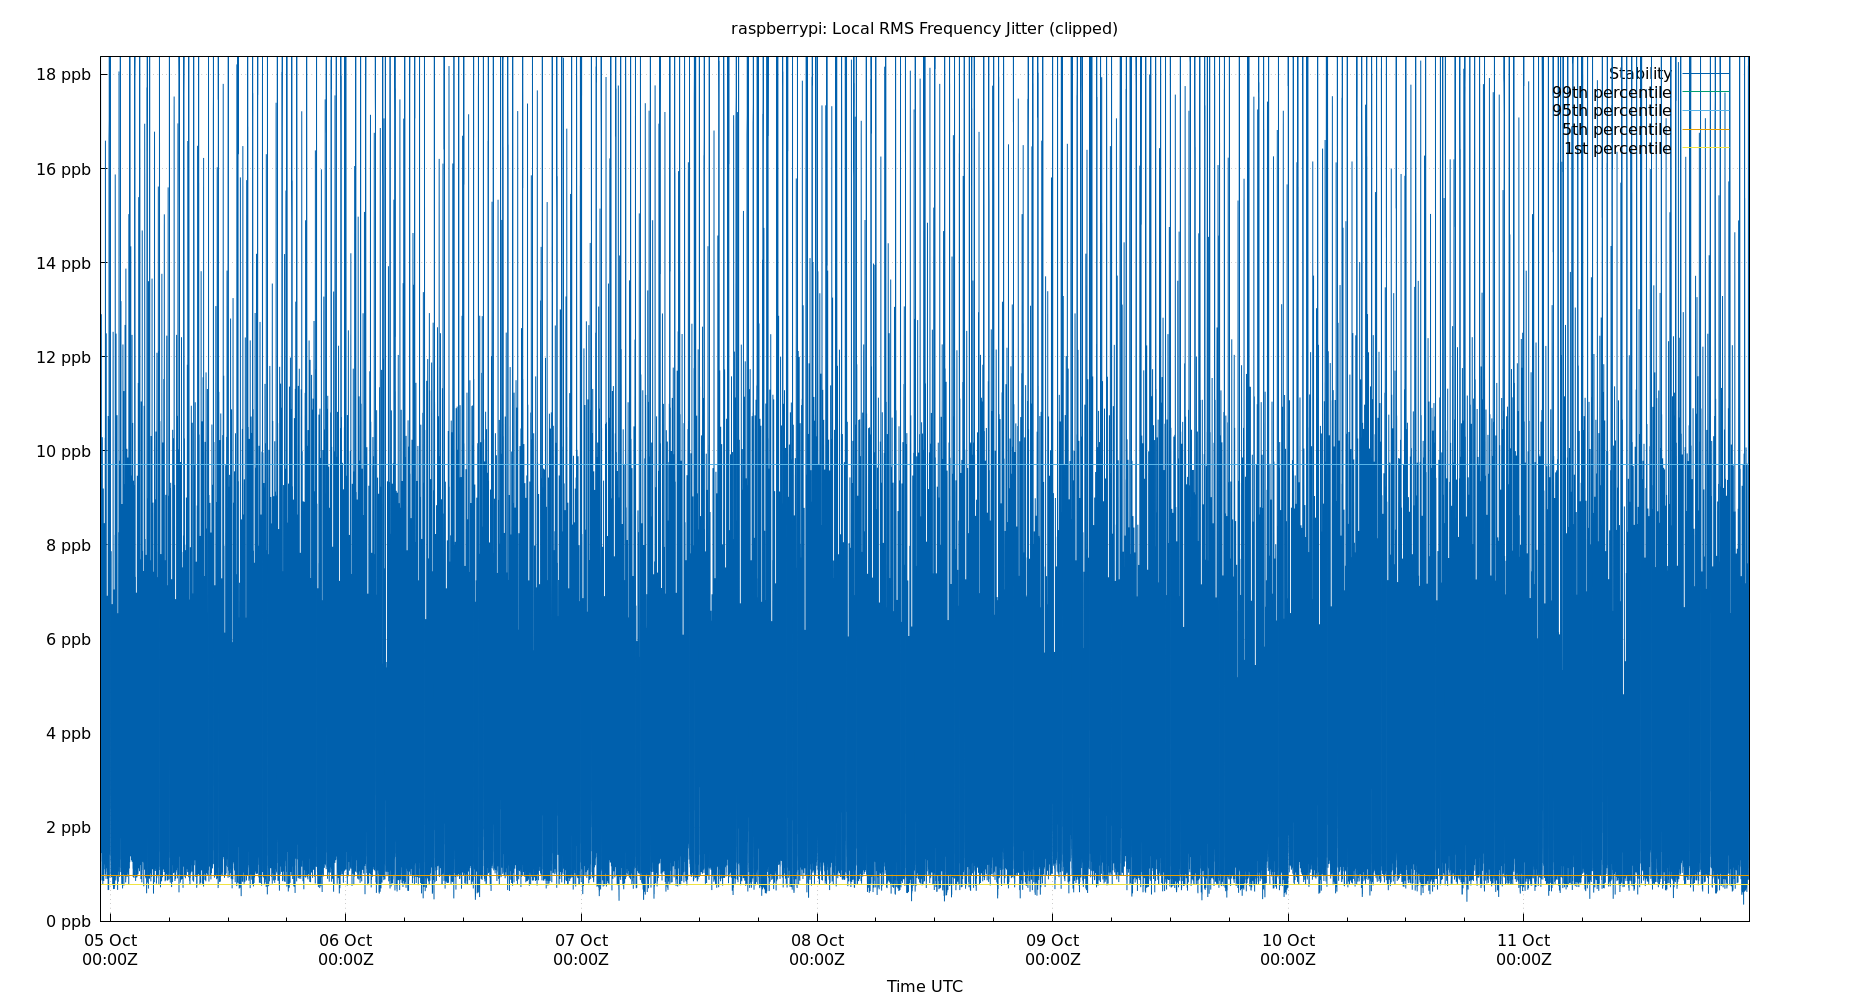 raspberrypi: Local RMS Frequency Jitter (clipped)
18 ppb
16 ppb
14 ppb
12 ppb
10 ppb
8 ppb
6 ppb
4 ppb
2 ppb
0 ppb
Stability
99th percentile
95th percentile
5th percentile
1st percentile
05 Oct 06 Oct 07 Oct 08 Oct 09 Oct 10 Oct 11 Oct
00:00Z 00:00Z 00:00Z 00:00Z 00:00Z 00:00Z 00:00Z
Time UTC